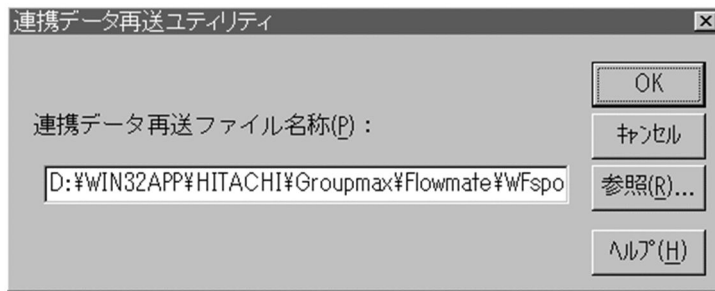 連携データ再送ユティリティ
OK
連携データ再送ファイル名称(P)：
ｷｬﾝｾﾙ
D:¥WIN32APP¥HITACHI¥Groupmax¥Flowmate¥WFspo
参照(R)...
ﾍﾙﾌﾟ(H)